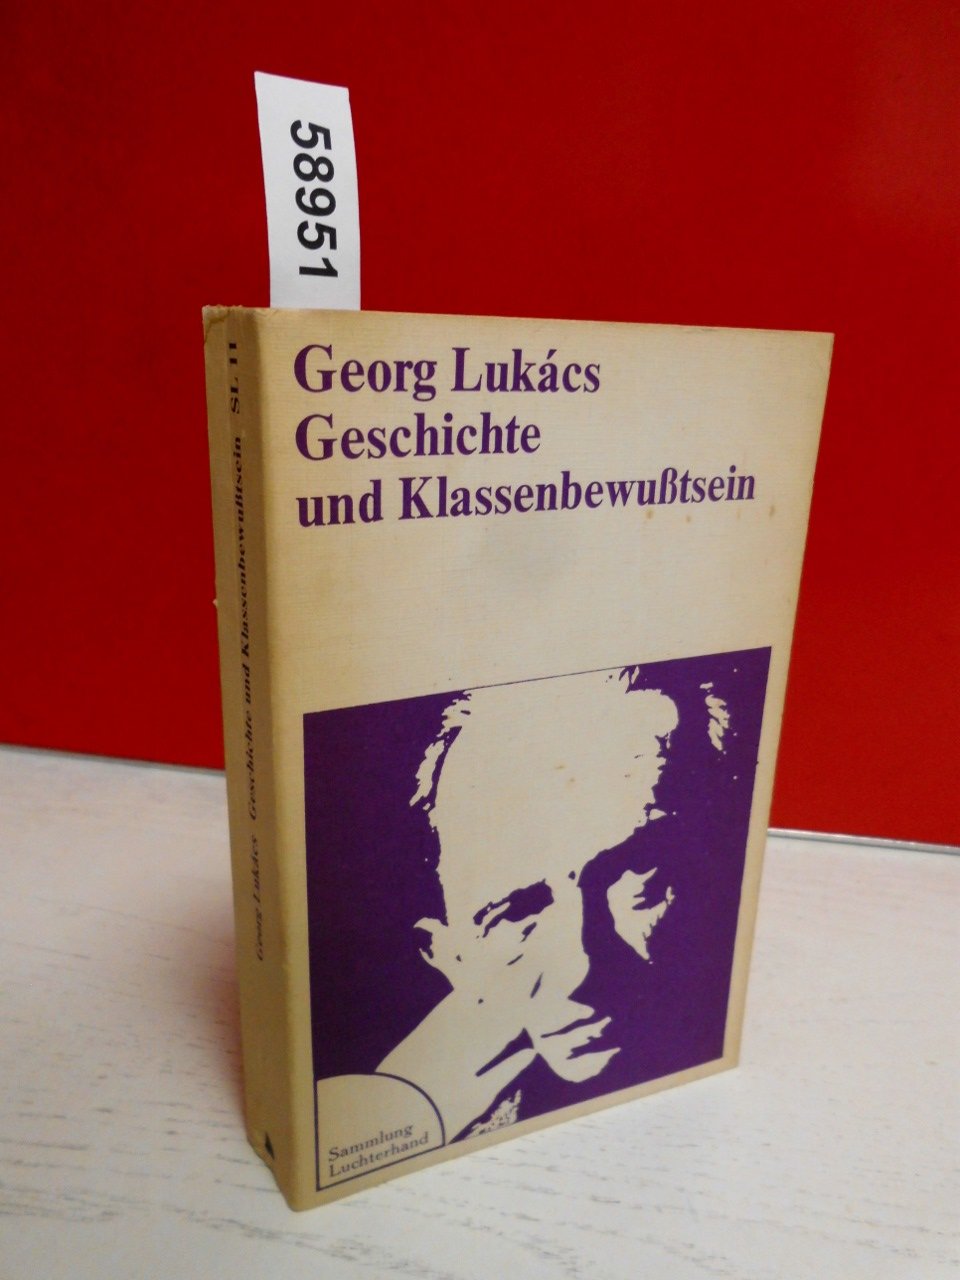 58951
Georg Lukács
Geschichte
und Klassenbewußtsein
Sammlung
Luchterhand
Georg Lukács Geschichte und Klassenbewußtsein SL 11